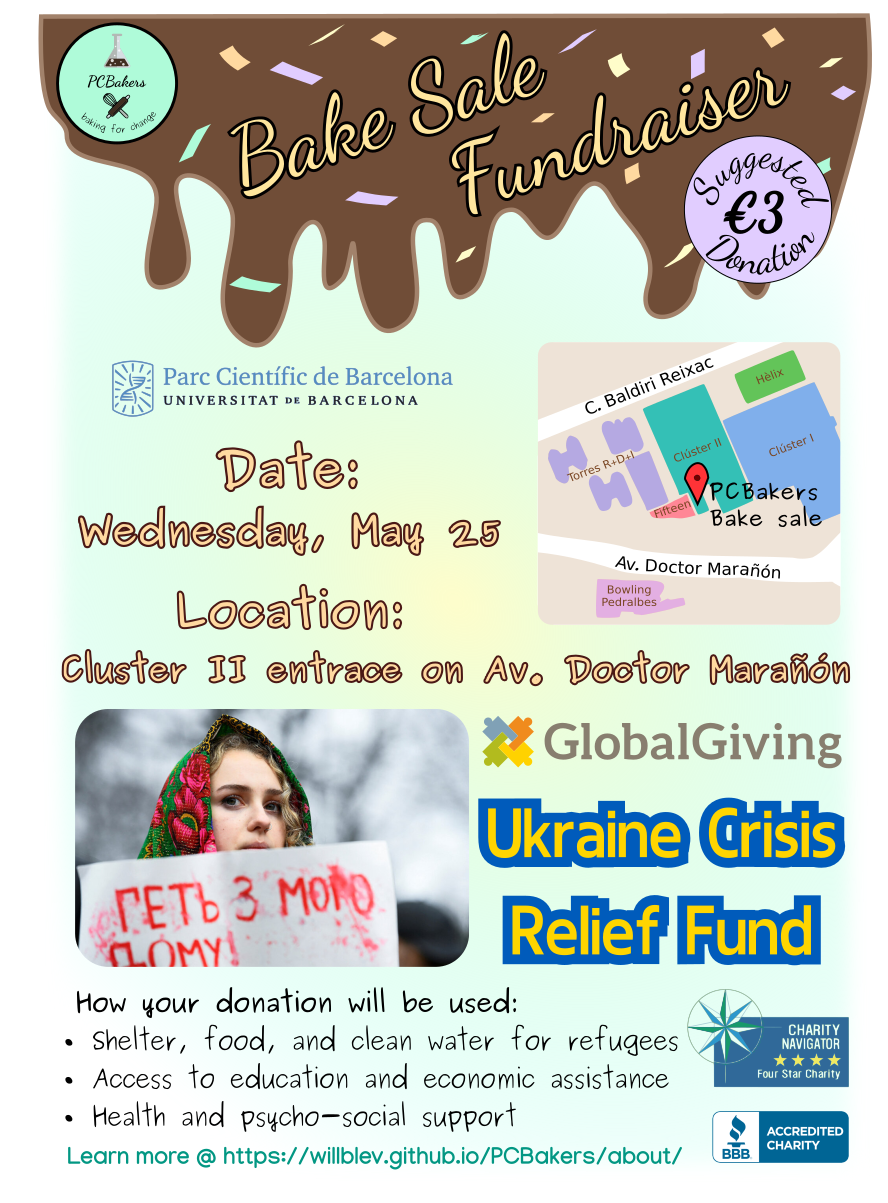 PCBakers
baking for change
Bake Sale
Fundraiser
Suggested
€3
Donation
Parc Científic de Barcelona
UNIVERSITAT DE BARCELONA
C. Baldiri Reixac
Hèlix
Clúster II
Clúster I
Torres R+D+I
Fifteen
PCBakers
Bake sale
Av. Doctor Marañón
Bowling
Pedralbes
Date:
Wednesday, May 25
Location:
Cluster II entrace on Av. Doctor Marañón
ГЕТЬ З МОГО
ДОМУ!
GlobalGiving
Ukraine Crisis
Relief Fund
How your donation will be used:
• Shelter, food, and clean water for refugees
• Access to education and economic assistance
• Health and psycho-social support
CHARITY
NAVIGATOR
Four Star Charity
BBB.
ACCREDITED
CHARITY
Learn more @ https://willblev.github.io/PCBakers/about/